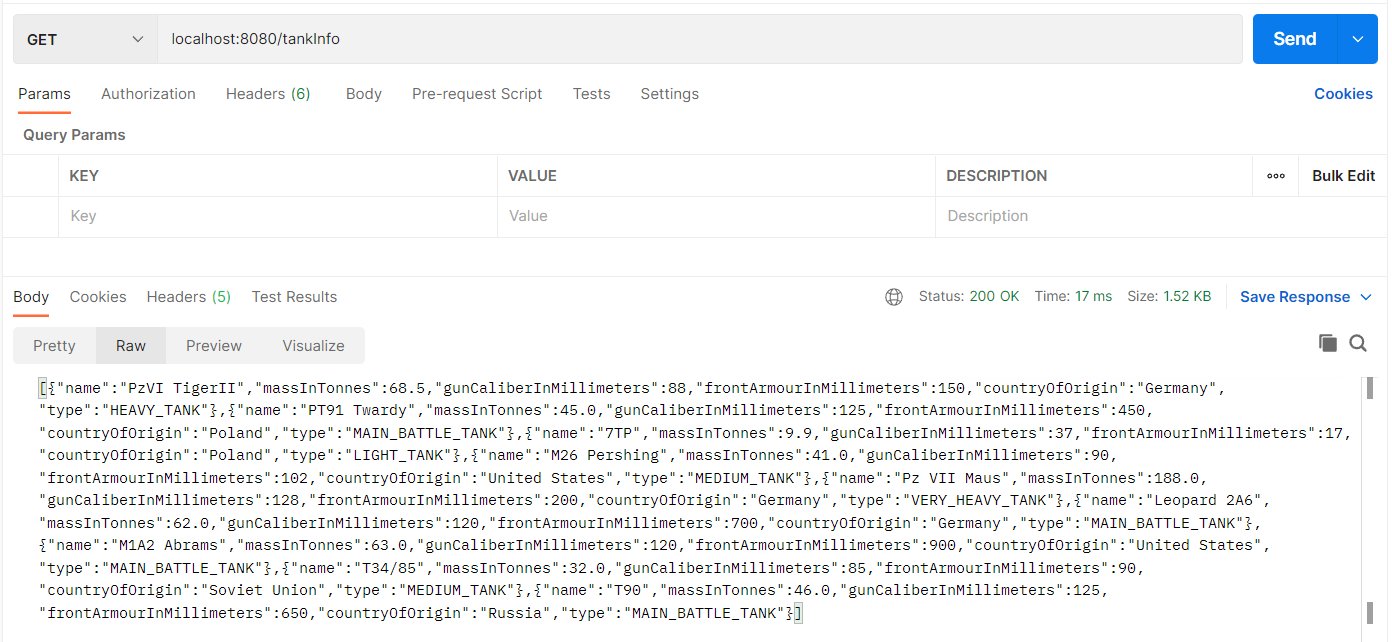 GET localhost:8080/tankInfo Send
Params Authorization Headers (6) Body Pre-request Script Tests Settings Cookies
Query Params
KEY VALUE DESCRIPTION Bulk Edit
Key Value Description
Body Cookies Headers (5) Test Results Status: 200 OK Time: 17 ms Size: 1.52 KB Save Response
Pretty Raw Preview Visualize
[{"name":"PzVI TigerII","massInTonnes":68.5,"gunCaliberInMillimeters":88,"frontArmourInMillimeters":150,"countryOfOrigin":"Germany",
"type":"HEAVY_TANK"},{"name":"PT91 Twardy","massInTonnes":45.0,"gunCaliberInMillimeters":125,"frontArmourInMillimeters":450,
"countryOfOrigin":"Poland","type":"MAIN_BATTLE_TANK"},{"name":"7TP","massInTonnes":9.9,"gunCaliberInMillimeters":37,"frontArmourInMillimeters":17,
"countryOfOrigin":"Poland","type":"LIGHT_TANK"},{"name":"M26 Pershing","massInTonnes":41.0,"gunCaliberInMillimeters":90,
"frontArmourInMillimeters":102,"countryOfOrigin":"United States","type":"MEDIUM_TANK"},{"name":"Pz VII Maus","massInTonnes":188.0,
"gunCaliberInMillimeters":128,"frontArmourInMillimeters":200,"countryOfOrigin":"Germany","type":"VERY_HEAVY_TANK"},{"name":"Leopard 2A6",
"massInTonnes":62.0,"gunCaliberInMillimeters":120,"frontArmourInMillimeters":700,"countryOfOrigin":"Germany","type":"MAIN_BATTLE_TANK"},
{"name":"M1A2 Abrams","massInTonnes":63.0,"gunCaliberInMillimeters":120,"frontArmourInMillimeters":900,"countryOfOrigin":"United States",
"type":"MAIN_BATTLE_TANK"},{"name":"T34/85","massInTonnes":32.0,"gunCaliberInMillimeters":85,"frontArmourInMillimeters":90,
"countryOfOrigin":"Soviet Union","type":"MEDIUM_TANK"},{"name":"T90","massInTonnes":46.0,"gunCaliberInMillimeters":125,
"frontArmourInMillimeters":650,"countryOfOrigin":"Russia","type":"MAIN_BATTLE_TANK"}]